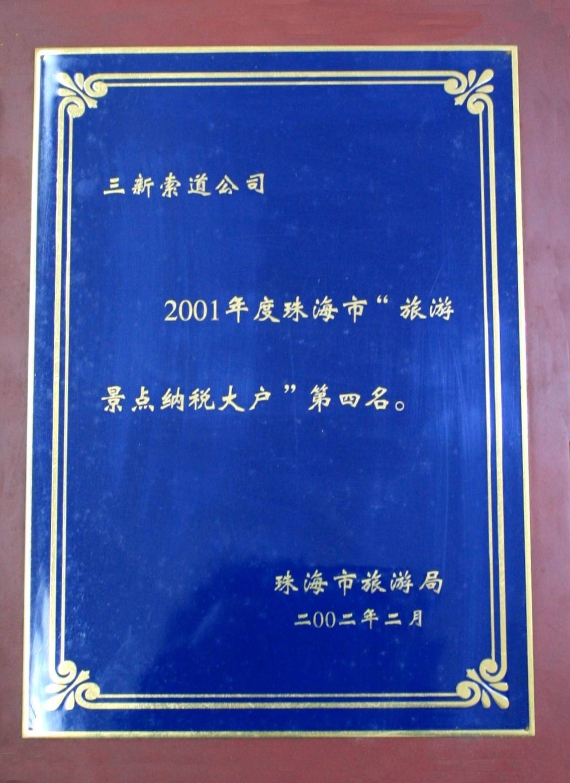 三新索道公司
2001年度珠海市“旅游
景点纳税大户”第四名。
珠海市旅游局
二00二年二月